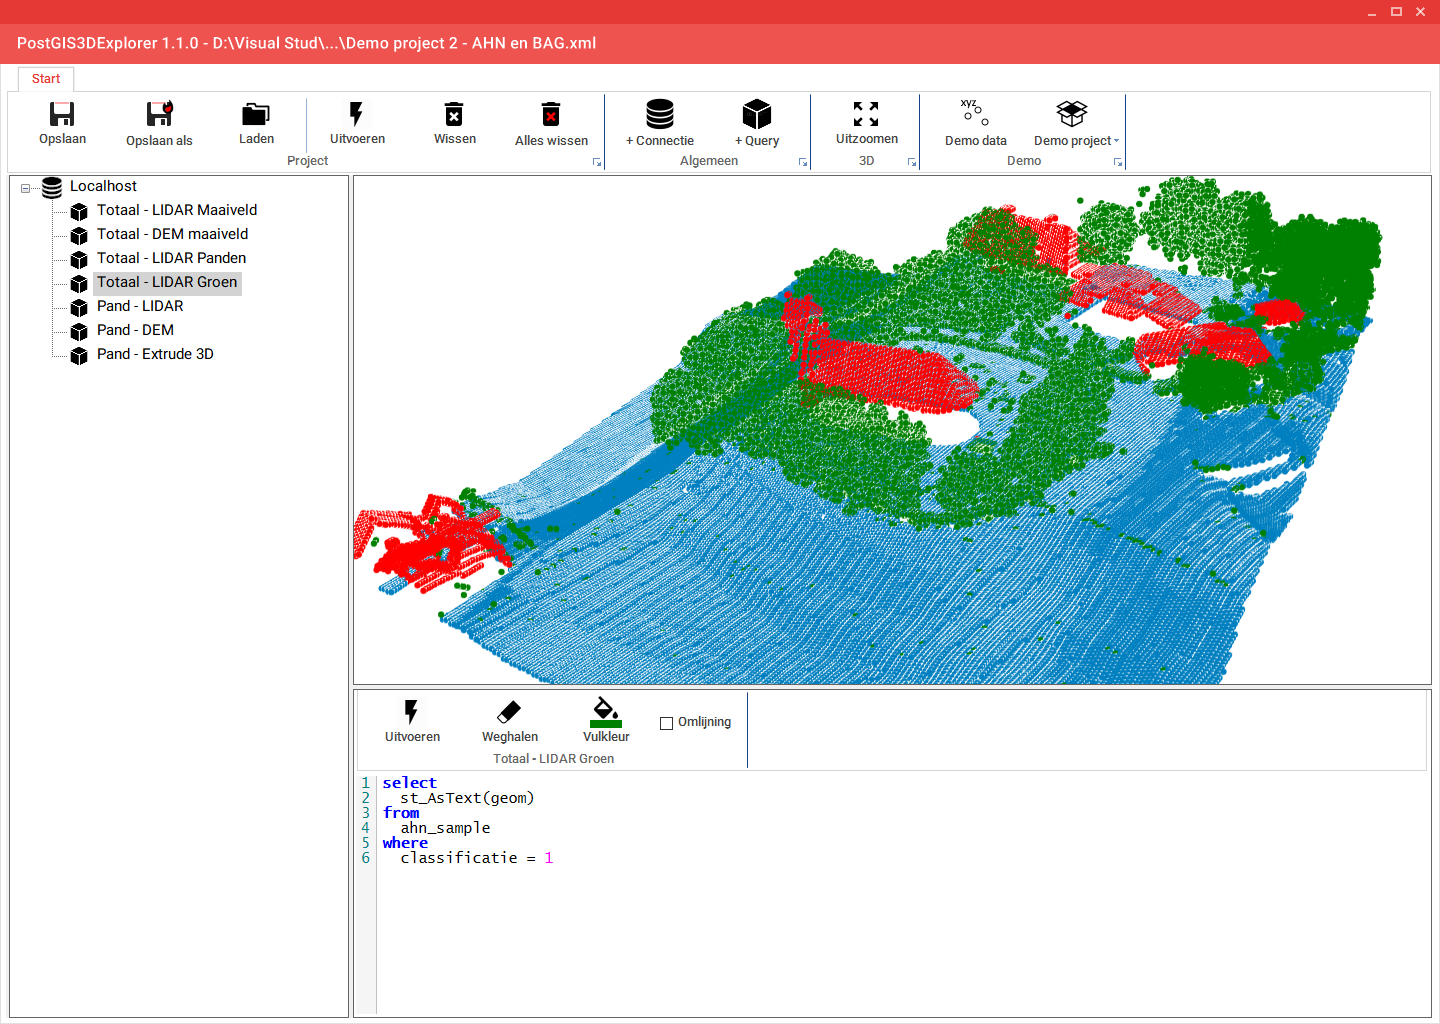 PostGIS3DExplorer 1.1.0 - D:\Visual Stud\...\Demo project 2 - AHN en BAG.xml
Start
Opslaan
Opslaan als
Laden
Uitvoeren
Wissen
Alles wissen
+ Connectie
+ Query
Uitzoomen
xyz
Demo data
Demo project
Project
Algemeen
3D
Demo
Localhost
Totaal - LIDAR Maaiveld
Totaal - DEM maaiveld
Totaal - LIDAR Panden
Totaal - LIDAR Groen
Pand - LIDAR
Pand - DEM
Pand - Extrude 3D
Uitvoeren
Weghalen
Vulkleur
Omlijning
Totaal - LIDAR Groen
1 select
2 st_AsText(geom)
3 from
4 ahn_sample
5 where
6 classificatie = 1